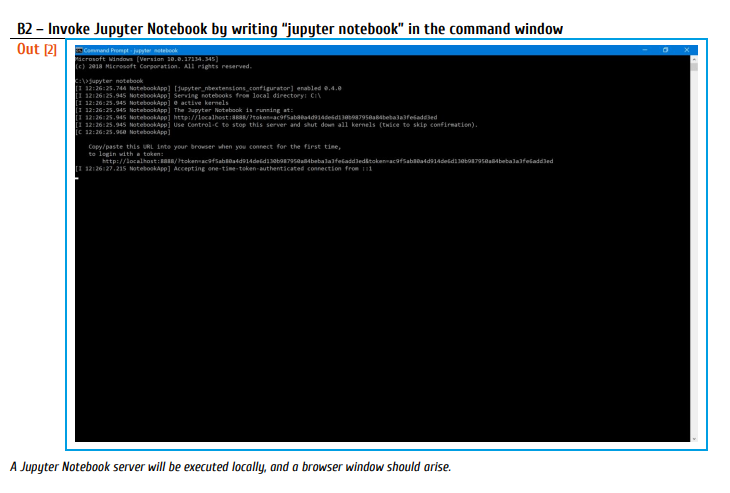 B2 – Invoke Jupyter Notebook by writing “jupyter notebook” in the command window
Out [2]
Command Prompt - jupyter notebook
Microsoft Windows [Version 10.0.17134.345]
(c) 2018 Microsoft Corporation. All rights reserved.
C:\>jupyter notebook
[I 12:26:25.744 NotebookApp] [jupyter_nbextensions_configurator] enabled 0.4.0
[I 12:26:25.945 NotebookApp] Serving notebooks from local directory: C:\
[I 12:26:25.945 NotebookApp] 0 active kernels
[I 12:26:25.945 NotebookApp] The Jupyter Notebook is running at:
[I 12:26:25.945 NotebookApp] http://localhost:8888/?token=ac9f5ab80a4d914de6d130b987950a84beba3a3fe6add3ed
[I 12:26:25.945 NotebookApp] Use Control-C to stop this server and shut down all kernels (twice to skip confirmation).
[C 12:26:25.960 NotebookApp]
Copy/paste this URL into your browser when you connect for the first time,
to login with a token:
http://localhost:8888/?token=ac9f5ab80a4d914de6d130b987950a84beba3a3fe6add3ed&token=ac9f5ab80a4d914de6d130b987950a84beba3a3fe6add3ed
[I 12:26:27.215 NotebookApp] Accepting one-time-token-authenticated connection from ::1
A Jupyter Notebook server will be executed locally, and a browser window should arise.